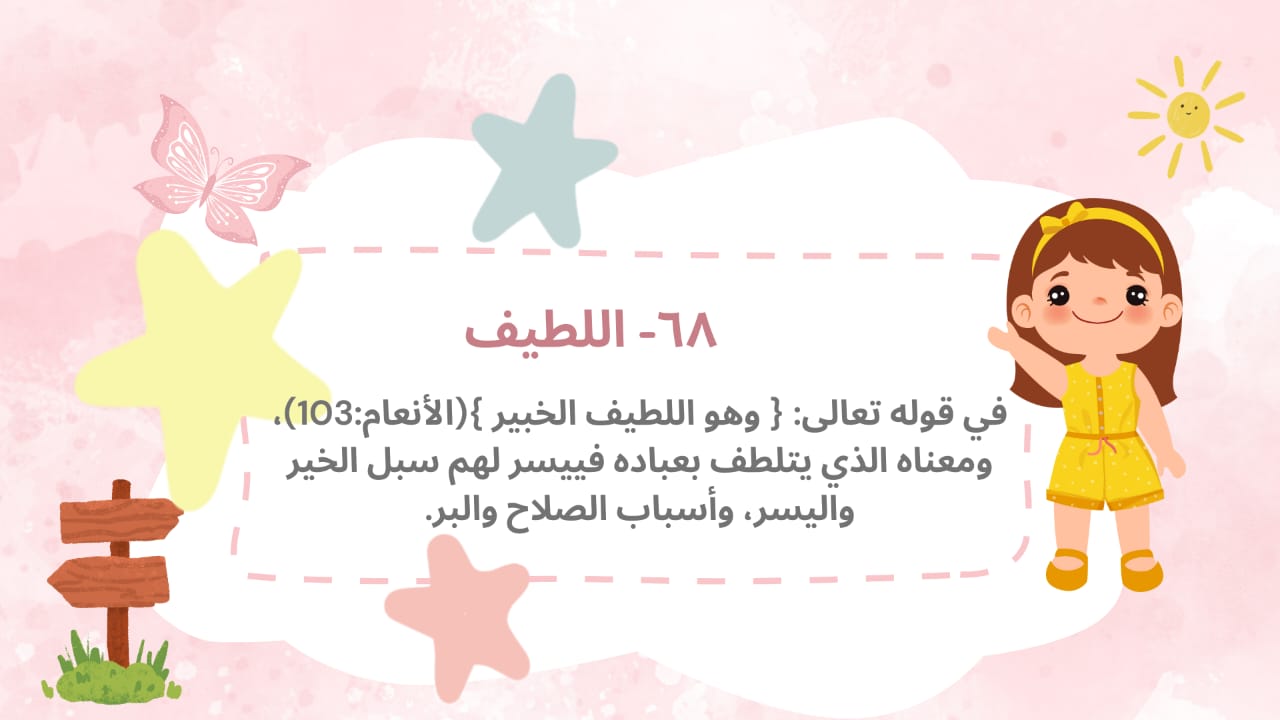 ٦٨- اللطيف
في قوله تعالى: { وهو اللطيف الخبير }(الأنعام:103)،
ومعناه الذي يتلطف بعباده فييسر لهم سبل الخير
واليسر، وأسباب الصلاح والبر.